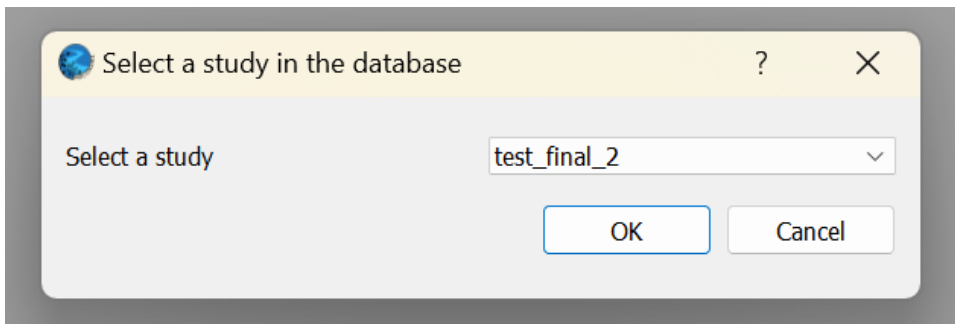 Select a study in the database ?
Select a study test_final_2
OK Cancel